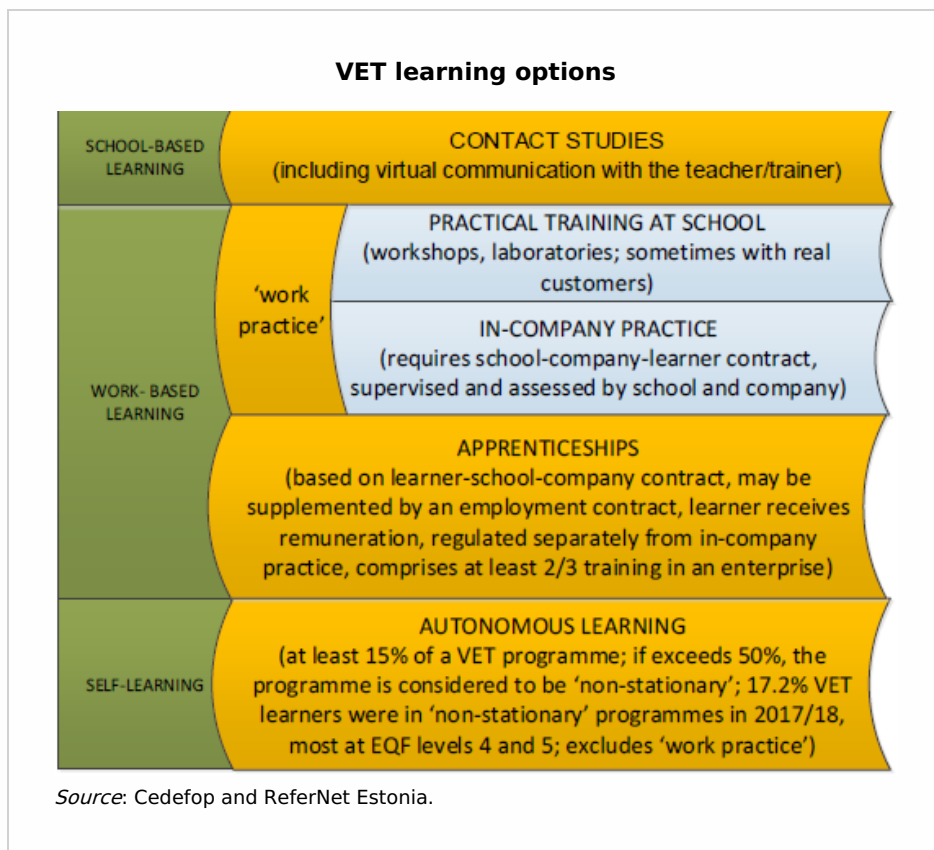 VET learning options
SCHOOL-BASED
LEARNING
CONTACT STUDIES
(including virtual communication with the teacher/trainer)
WORK- BASED
LEARNING
‘work
practice’
PRACTICAL TRAINING AT SCHOOL
(workshops, laboratories; sometimes with real
customers)
IN-COMPANY PRACTICE
(requires school-company-learner contract,
supervised and assessed by school and company)
APPRENTICESHIPS
(based on learner-school-company contract, may be
supplemented by an employment contract, learner receives
remuneration, regulated separately from in-company
practice, comprises at least 2/3 training in an enterprise)
SELF-LEARNING
AUTONOMOUS LEARNING
(at least 15% of a VET programme; if exceeds 50%, the
programme is considered to be ‘non-stationary’; 17.2% VET
learners were in ‘non-stationary’ programmes in 2017/18,
most at EQF levels 4 and 5; excludes ‘work practice’)
Source: Cedefop and ReferNet Estonia.